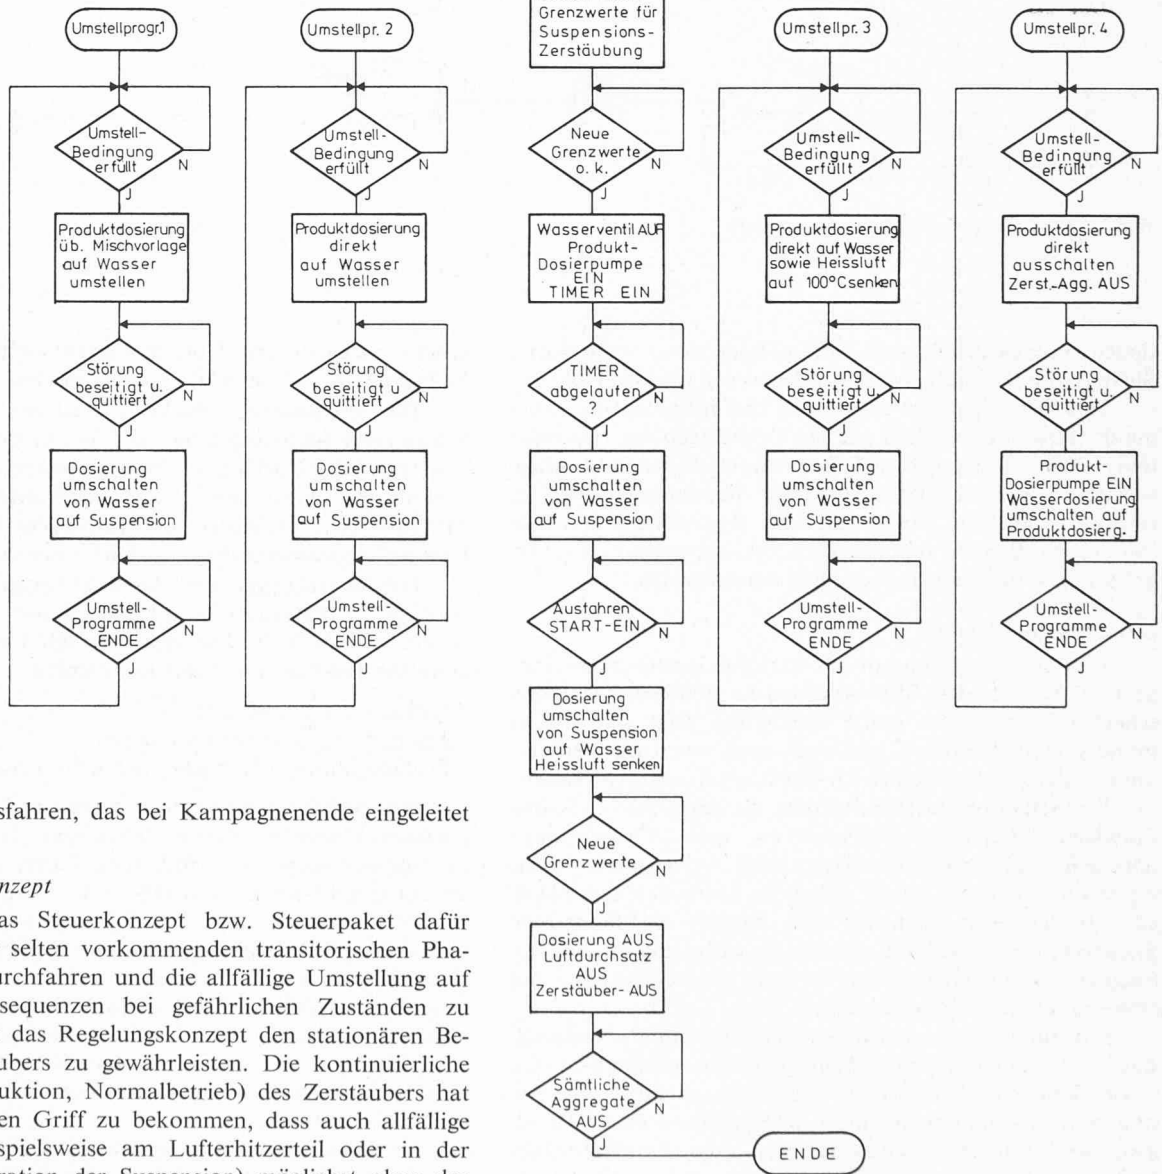 Umstellprogr.1
Umstell-
Bedingung
erfüllt
N
J
Produktdosierung
üb. Mischvorlage
auf Wasser
umstellen
Störung
beseitigt u.
quittiert
N
J
Dosierung
umschalten
von Wasser
auf Suspension
Umstell-
Programme
ENDE
N
J
Umstellpr. 2
Umstell-
Bedingung
erfüllt
N
J
Produktdosierung
direkt
auf Wasser
umstellen
Störung
beseitigt u
quittiert
N
J
Dosierung
umschalten
von Wasser
auf Suspension
Umstell-
Programme
ENDE
N
J
Grenzwerte für
Suspensions-
Zerstäubung
Neue
Grenzwerte
o. k.
N
J
Wasserventil AUF
Produkt-
Dosierpumpe
EIN
TIMER EIN
TIMER
abgelaufen
?
N
J
Dosierung
umschalten
von Wasser
auf Suspension
Ausfahren
START-EIN
N
J
Dosierung
umschalten
von Suspension
auf Wasser
Heissluft senken
Neue
Grenzwerte
N
J
Dosierung AUS
Luftdurchsatz
AUS
Zerstäuber- AUS
Sämtliche
Aggregate
AUS
N
J
ENDE
Umstellpr. 3
Umstell-
Bedingung
erfüllt
N
J
Produktdosierung
direkt auf Wasser
sowie Heissluft
auf 100°C senken
Störung
beseitigt u.
quittiert
N
J
Dosierung
umschalten
von Wasser
auf Suspension
Umstell-
Programme
ENDE
N
J
Umstellpr. 4
Umstell-
Bedingung
erfüllt
N
J
Produktdosierung
direkt
ausschalten
Zerst.-Agg. AUS
Störung
beseitigt u.
quittiert
N
J
Produkt-
Dosierpumpe EIN
Wasserdosierung
umschalten auf
Produktdosierg.
Umstell-
Programme
ENDE
N
J
sfahren, das bei Kampagnenende eingeleitet
nzept
as Steuerkonzept bzw. Steuerpaket dafür
selten vorkommenden transitorischen Pha-
urchfahren und die allfällige Umstellung auf
sequenzen bei gefährlichen Zuständen zu
das Regelungskonzept den stationären Be-
ubers zu gewährleisten. Die kontinuierliche
uktion, Normalbetrieb) des Zerstäubers hat
en Griff zu bekommen, dass auch allfällige
spielsweise am Lufterhitzerteil oder in der